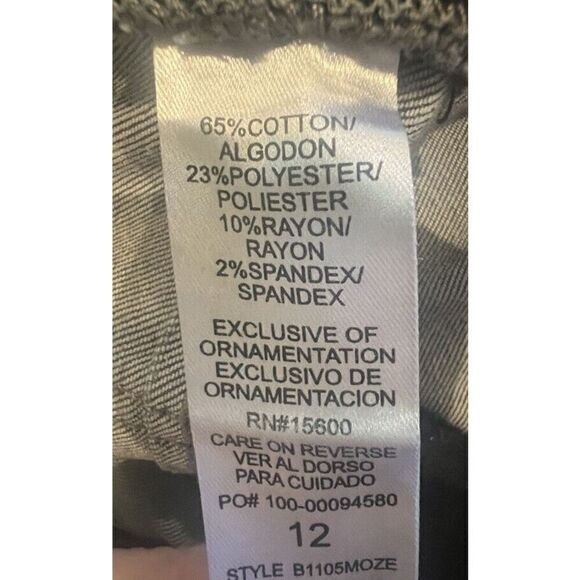 65%COTTON/
ALGODON
23%POLYESTER/
POLIESTER
10%RAYON/
RAYON
2%SPANDEX/
SPANDEX
EXCLUSIVE OF
ORNAMENTATION
EXCLUSIVO DE
ORNAMENTACION
RN#15600
CARE ON REVERSE
VER AL DORSO
PARA CUIDADO
PO# 100-00094580
12
STYLE B1105MOZE